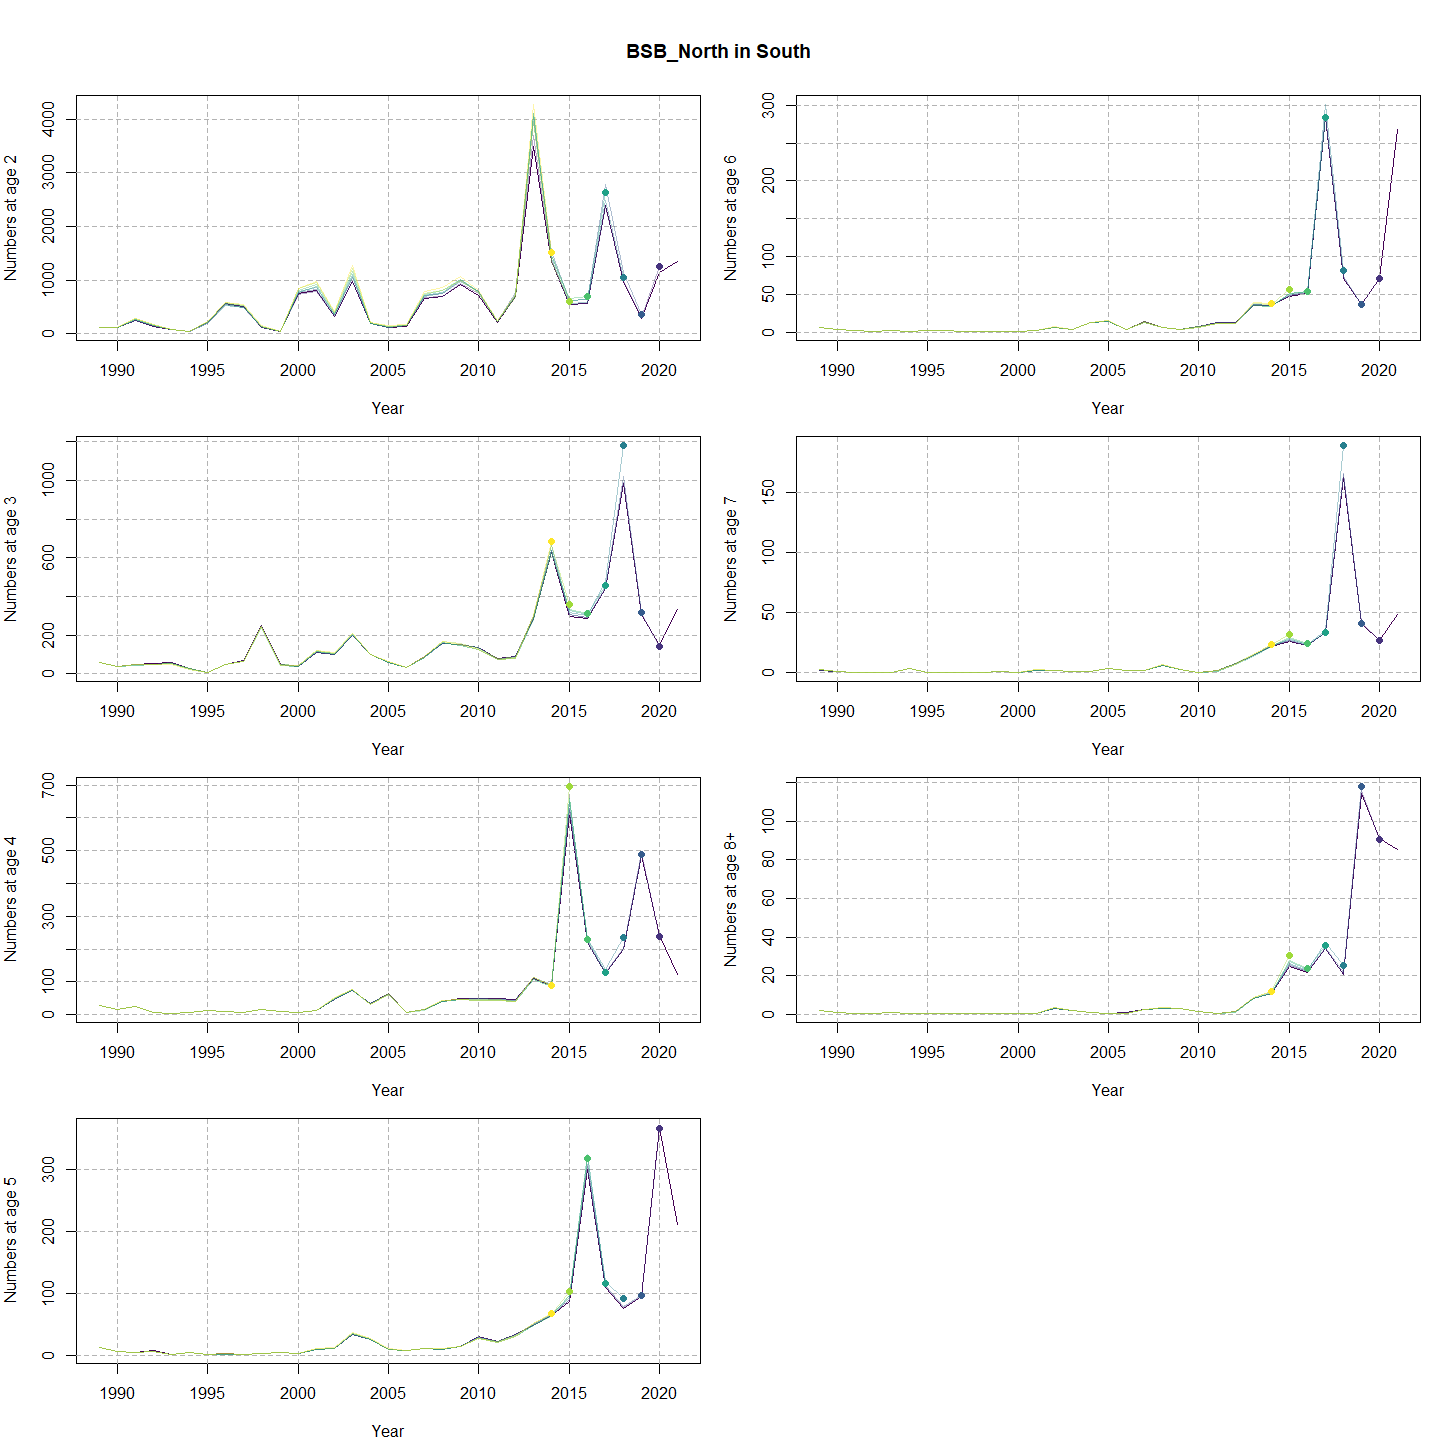 BSB_North in South
Numbers at age 2
0 1000 2000 3000 4000
1990 1995 2000 2005 2010 2015 2020
Year
Numbers at age 6
0 50 100 200 300
1990 1995 2000 2005 2010 2015 2020
Year
Numbers at age 3
0 200 600 1000
1990 1995 2000 2005 2010 2015 2020
Year
Numbers at age 7
0 50 100 150
1990 1995 2000 2005 2010 2015 2020
Year
Numbers at age 4
0 100 300 500 700
1990 1995 2000 2005 2010 2015 2020
Year
Numbers at age 8+
0 20 40 60 80 100
1990 1995 2000 2005 2010 2015 2020
Year
Numbers at age 5
0 100 200 300
1990 1995 2000 2005 2010 2015 2020
Year